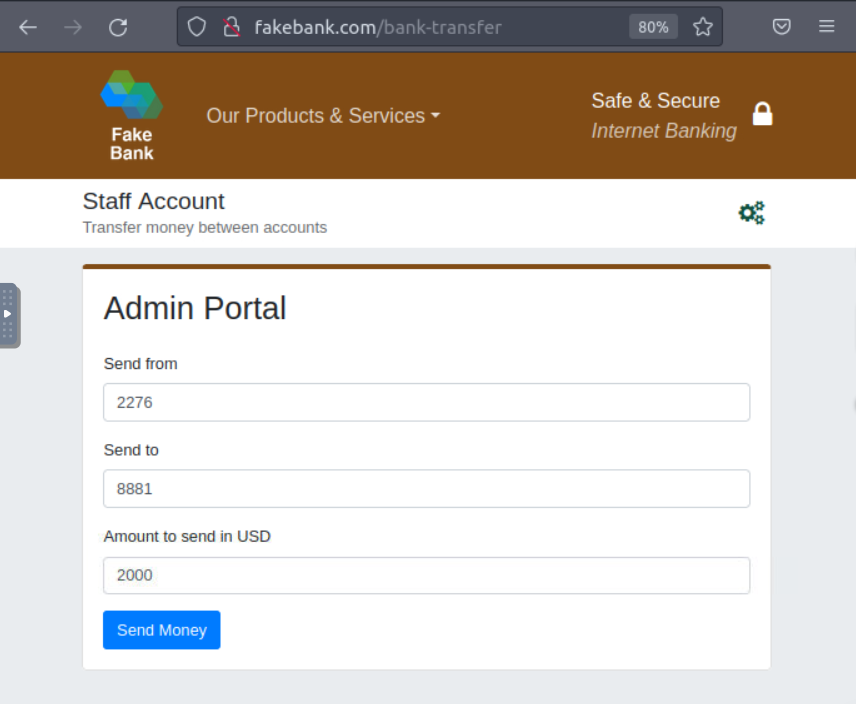 fakebank.com/bank-transfer
80%
Fake
Bank
Our Products & Services
Safe & Secure
Internet Banking
Staff Account
Transfer money between accounts
Admin Portal
Send from
2276
Send to
8881
Amount to send in USD
2000
Send Money